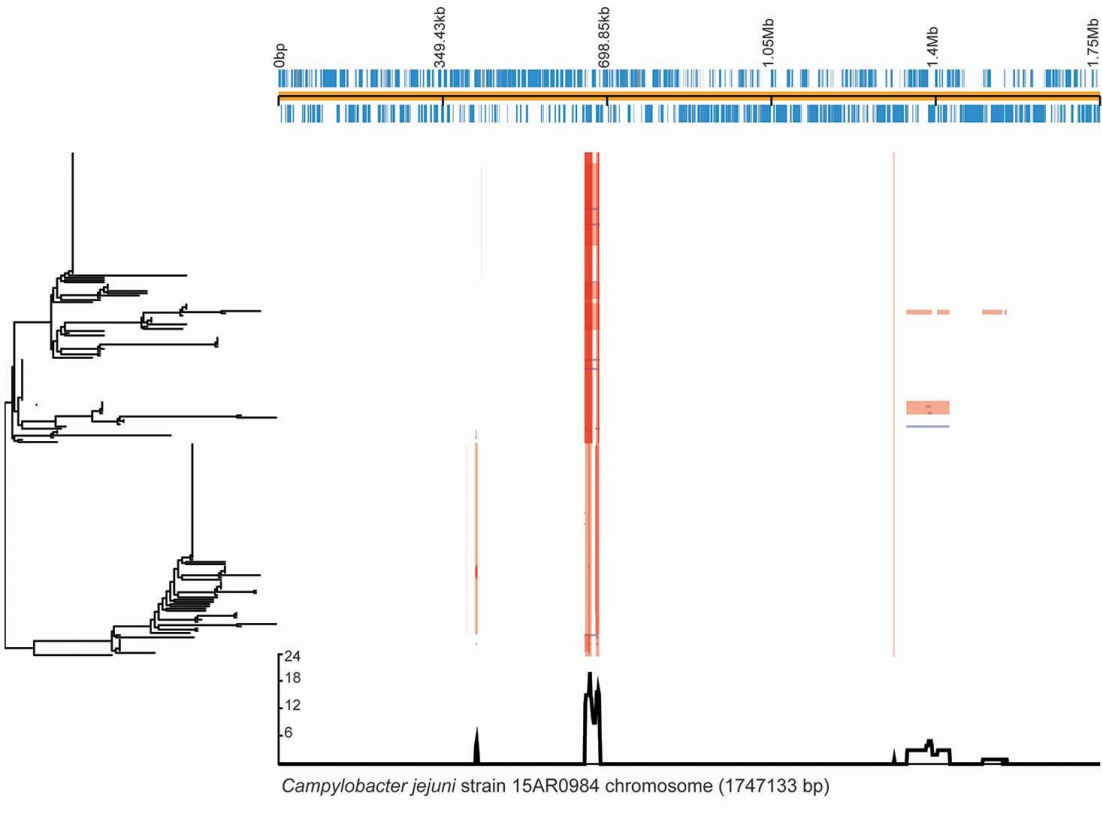 0bp
349.43kb
698.85kb
1.05Mb
1.4Mb
1.75Mb
24
18
12
6
Campylobacter jejuni strain 15AR0984 chromosome (1747133 bp)